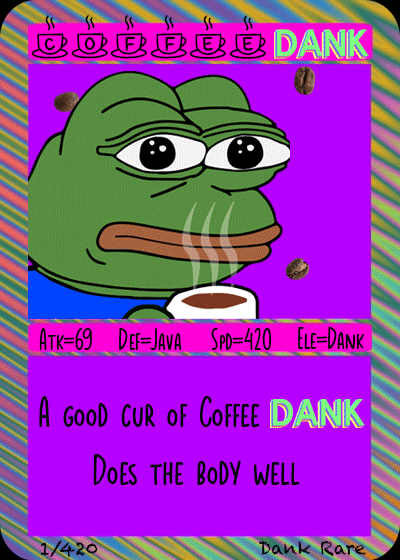 COFFEE DANK
Atk=69 Def=Java Spd=420 Ele=Dank
A good cur of Coffee DANK
Does the body well
1/420 Dank Rare